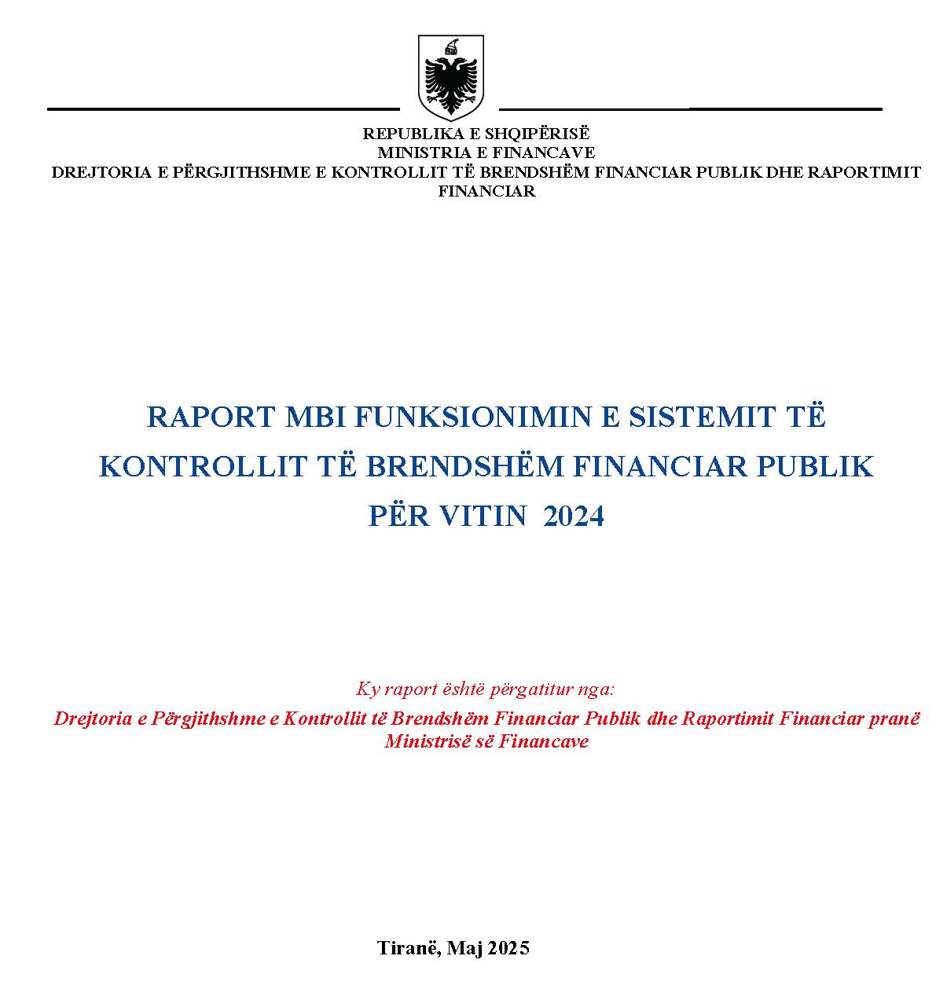 REPUBLIKA E SHQIPËRISË
MINISTRIA E FINANCAVE
DREJTORIA E PËRGJITHSHME E KONTROLLIT TË BRENDSHËM FINANCIAR PUBLIK DHE RAPORTIMIT
FINANCIAR
RAPORT MBI FUNKSIONIMIN E SISTEMIT TË
KONTROLLIT TË BRENDSHËM FINANCIAR PUBLIK
PËR VITIN 2024
Ky raport është përgatitur nga:
Drejtoria e Përgjithshme e Kontrollit të Brendshëm Financiar Publik dhe Raportimit Financiar pranë
Ministrisë së Financave
Tiranë, Maj 2025